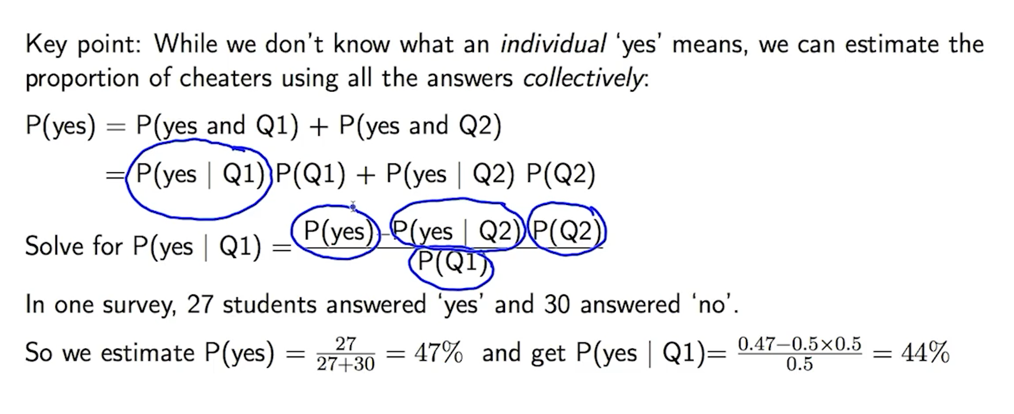 Key point: While we don't know what an individual 'yes' means, we can estimate the
proportion of cheaters using all the answers collectively:
P(yes) = P(yes and Q1) + P(yes and Q2)
= P(yes | Q1) P(Q1) + P(yes | Q2) P(Q2)
Solve for P(yes | Q1) = \frac{P(yes)-P(yes | Q2) P(Q2)}{P(Q1)}
In one survey, 27 students answered 'yes' and 30 answered 'no'.
So we estimate P(yes) = \frac{27}{27+30} = 47% and get P(yes | Q1)= \frac{0.47-0.5×0.5}{0.5} = 44%